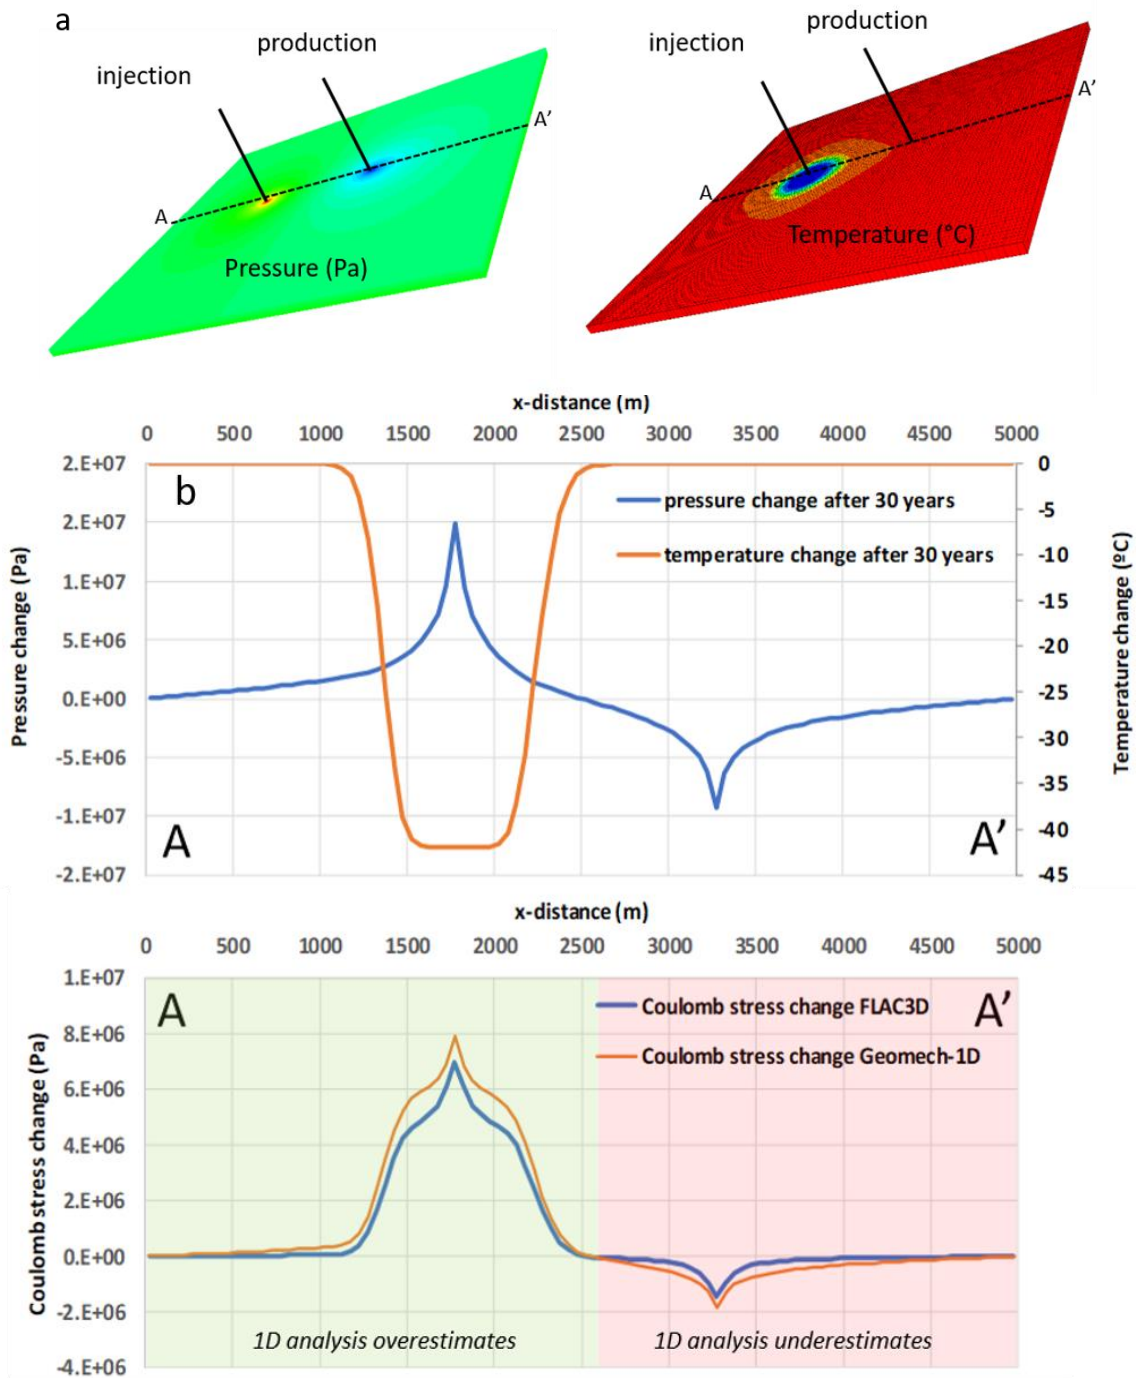 a
production
injection
A
A'
Pressure (Pa)
production
injection
A
A'
Temperature (°C)
x-distance (m)
0 500 1000 1500 2000 2500 3000 3500 4000 4500 5000
b
pressure change after 30 years
temperature change after 30 years
Pressure change (Pa)
2.E+07
2.E+07
1.E+07
5.E+06
0.E+00
-5.E+06
-1.E+07
-2.E+07
Temperature change (ºC)
0
-5
-10
-15
-20
-25
-30
-35
-40
-45
A
A'
x-distance (m)
0 500 1000 1500 2000 2500 3000 3500 4000 4500 5000
A
A'
Coulomb stress change FLAC3D
Coulomb stress change Geomech-1D
Coulomb stress change (Pa)
1.E+07
8.E+06
6.E+06
4.E+06
2.E+06
0.E+00
-2.E+06
-4.E+06
1D analysis overestimates
1D analysis underestimates